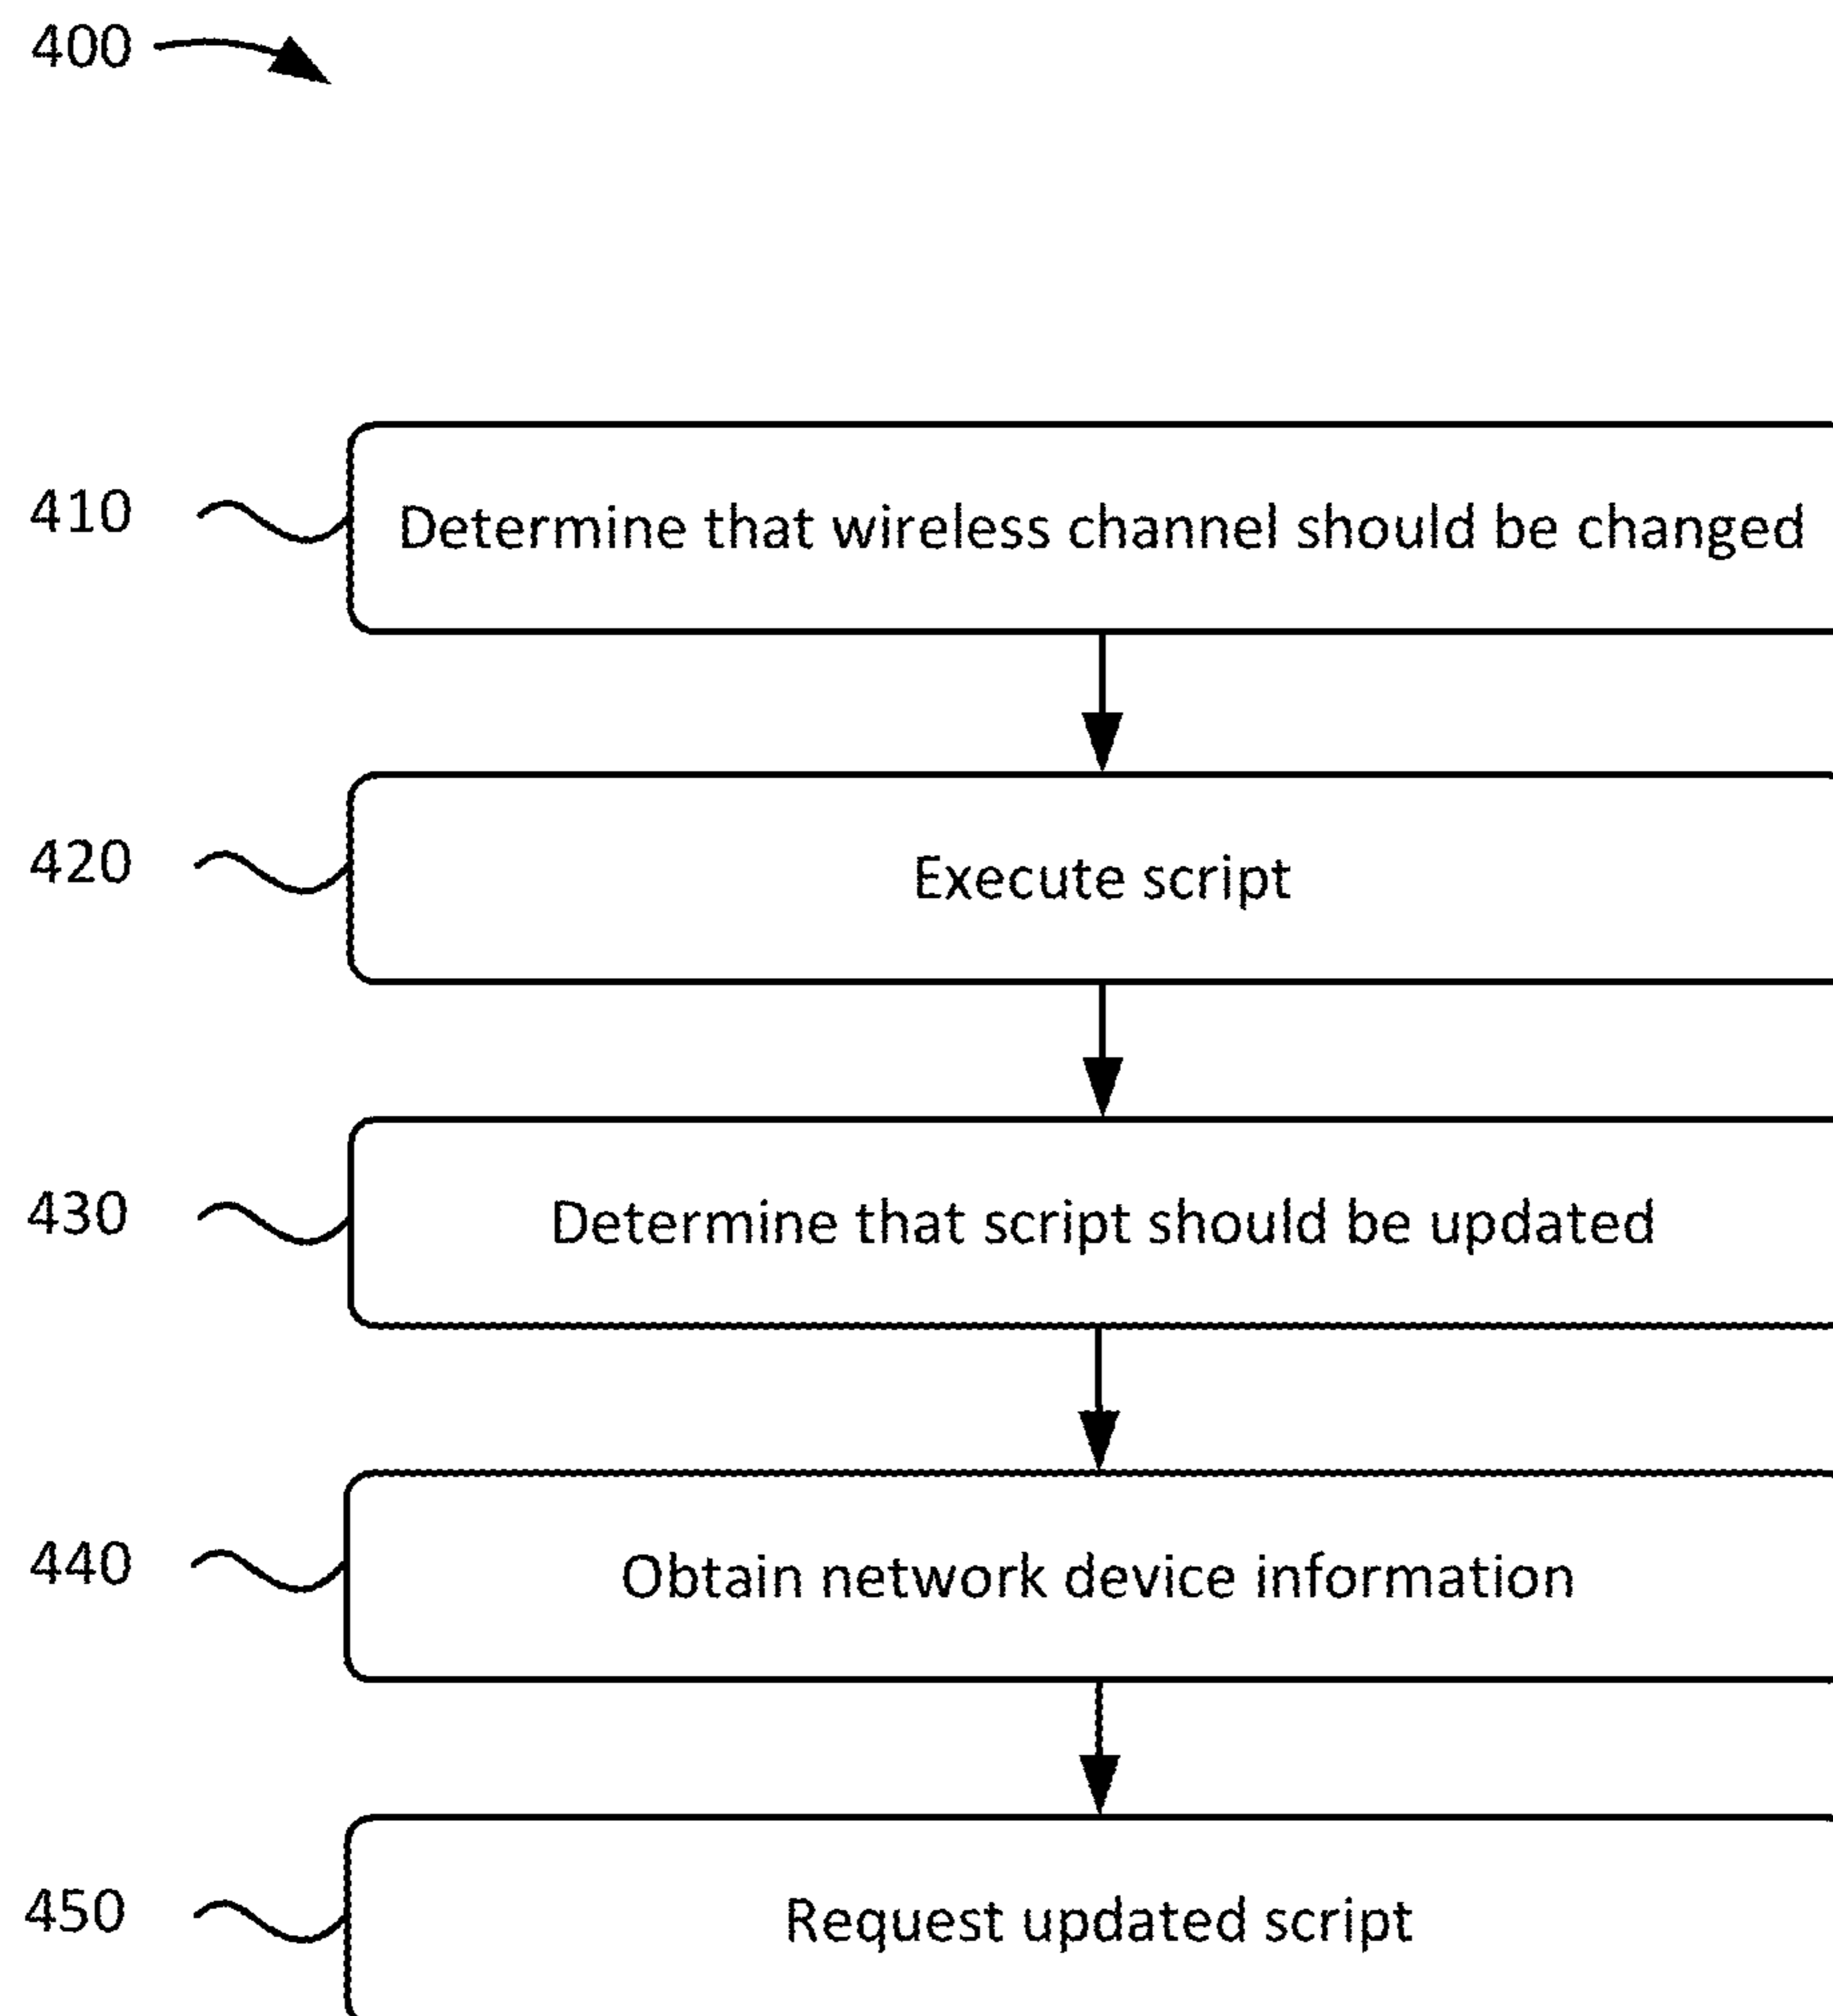 400
410 Determine that wireless channel should be changed
420 Execute script
430 Determine that script should be updated
440 Obtain network device information
450 Request updated script